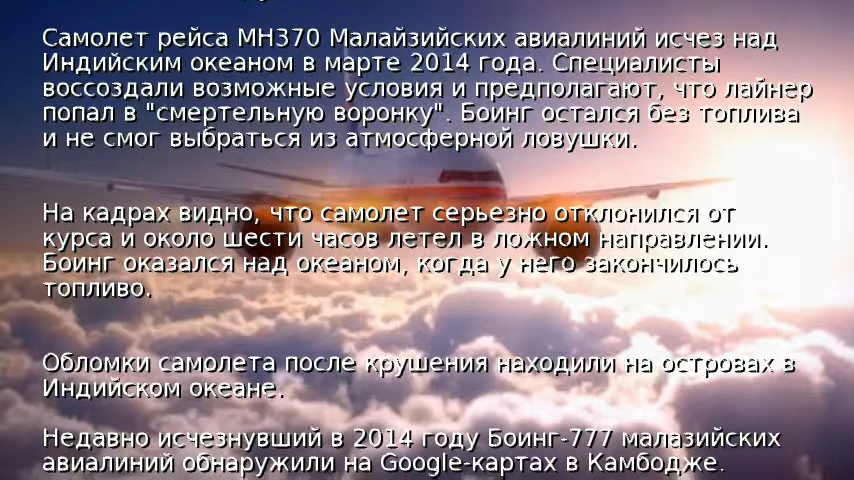 Самолет рейса MH370 Малайзийских авиалиний исчез над
Индийским океаном в марте 2014 года. Специалисты
воссоздали возможные условия и предполагают, что лайнер
попал в "смертельную воронку". Боинг остался без топлива
и не смог выбраться из атмосферной ловушки.
На кадрах видно, что самолет серьезно отклонился от
курса и около шести часов летел в ложном направлении.
Боинг оказался над океаном, когда у него закончилось
топливо.
Обломки самолета после крушения находили на островах в
Индийском океане.
Недавно исчезнувший в 2014 году Боинг-777 малазийских
авиалиний обнаружили на Google-картах в Камбодже.